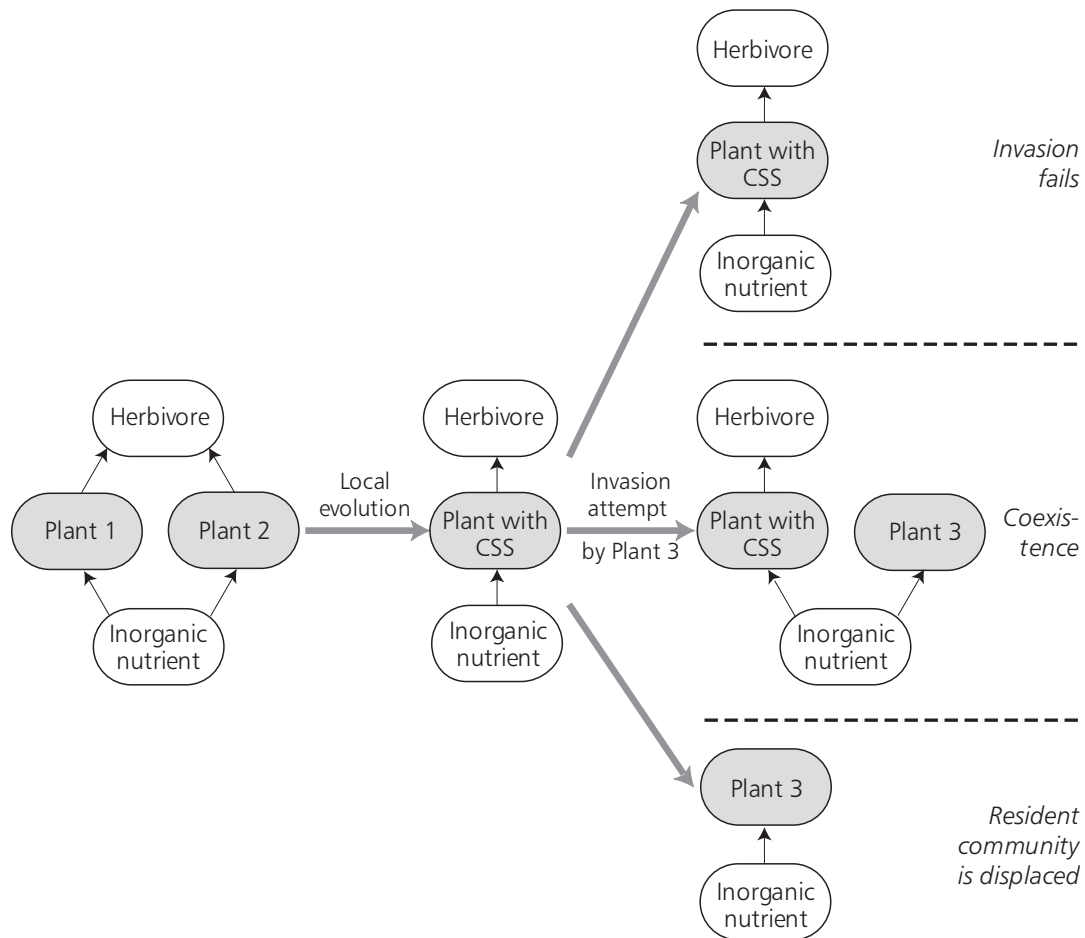 Herbivore
Plant 1
Plant 2
Inorganic
nutrient
Local
evolution
Herbivore
Plant with
CSS
Inorganic
nutrient
Invasion
attempt
by Plant 3
Herbivore
Plant with
CSS
Inorganic
nutrient
Invasion
fails
Herbivore
Plant with
CSS
Plant 3
Inorganic
nutrient
Coexis-
tence
Plant 3
Inorganic
nutrient
Resident
community
is displaced